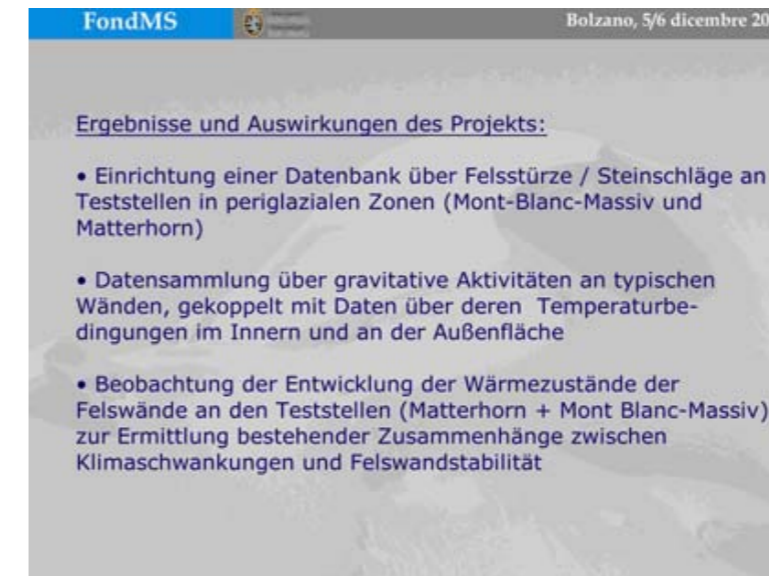 FondMS
Bolzano, 5/6 dicembre 20
Ergebnisse und Auswirkungen des Projekts:
• Einrichtung einer Datenbank über Felsstürze / Steinschläge an
Teststellen in periglazialen Zonen (Mont-Blanc-Massiv und
Matterhorn)
• Datensammlung über gravitative Aktivitäten an typischen
Wänden, gekoppelt mit Daten über deren Temperaturbe-
dingungen im Innern und an der Außenfläche
• Beobachtung der Entwicklung der Wärmezustände der
Felswände an den Teststellen (Matterhorn + Mont Blanc-Massiv)
zur Ermittlung bestehender Zusammenhänge zwischen
Klimaschwankungen und Felswandstabilität